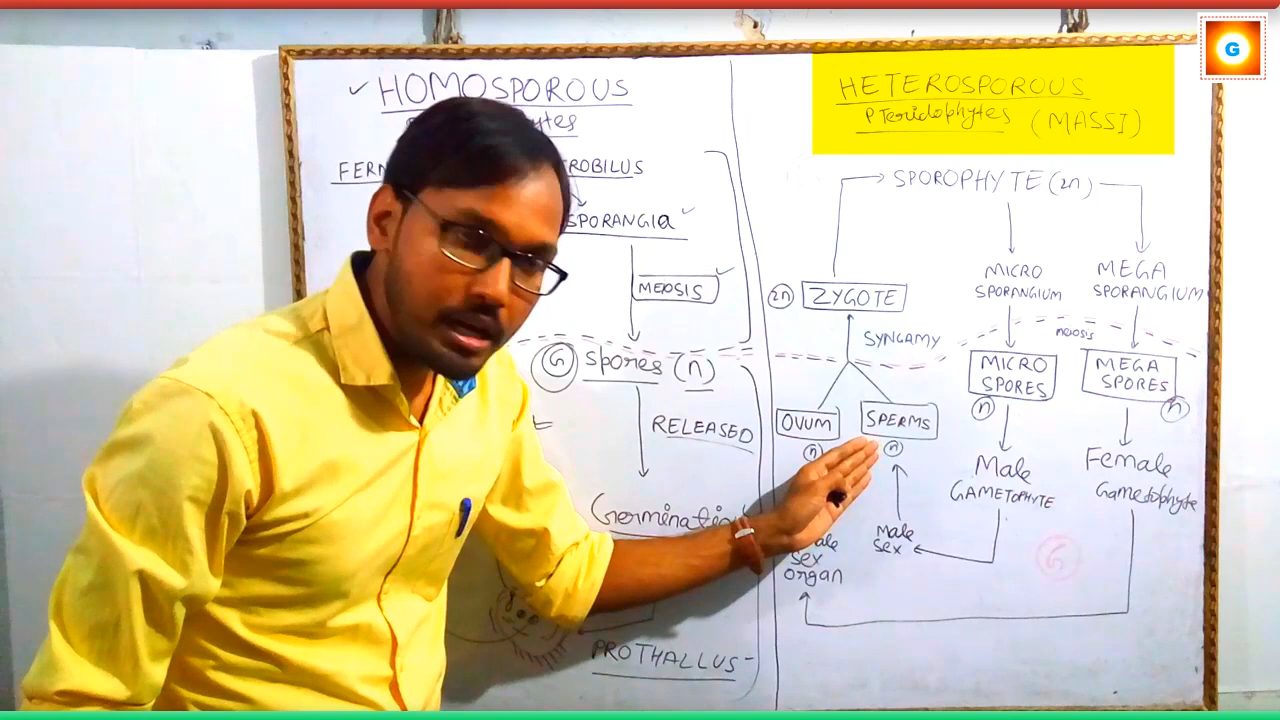 G
✓ HOMOSPOROUS
FERN
SPORANGIA ✓
MEIOSIS ✓
G spores (n)
RELEASED
Germination
PROTHALLUS
HETEROSPOROUS
Pteridophytes (MASSI)
SPOROPHYTE (2n)
MICRO
SPORANGIUM
MEGA
SPORANGIUM
2n ZYGOTE
SYNGAMY
meiosis
MICRO
SPORES
n
MEGA
SPORES
n
OVUM
n
SPERMS
n
Male
GAMETOPHYTE
Female
Gametophyte
Male
sex
sex
organ
G